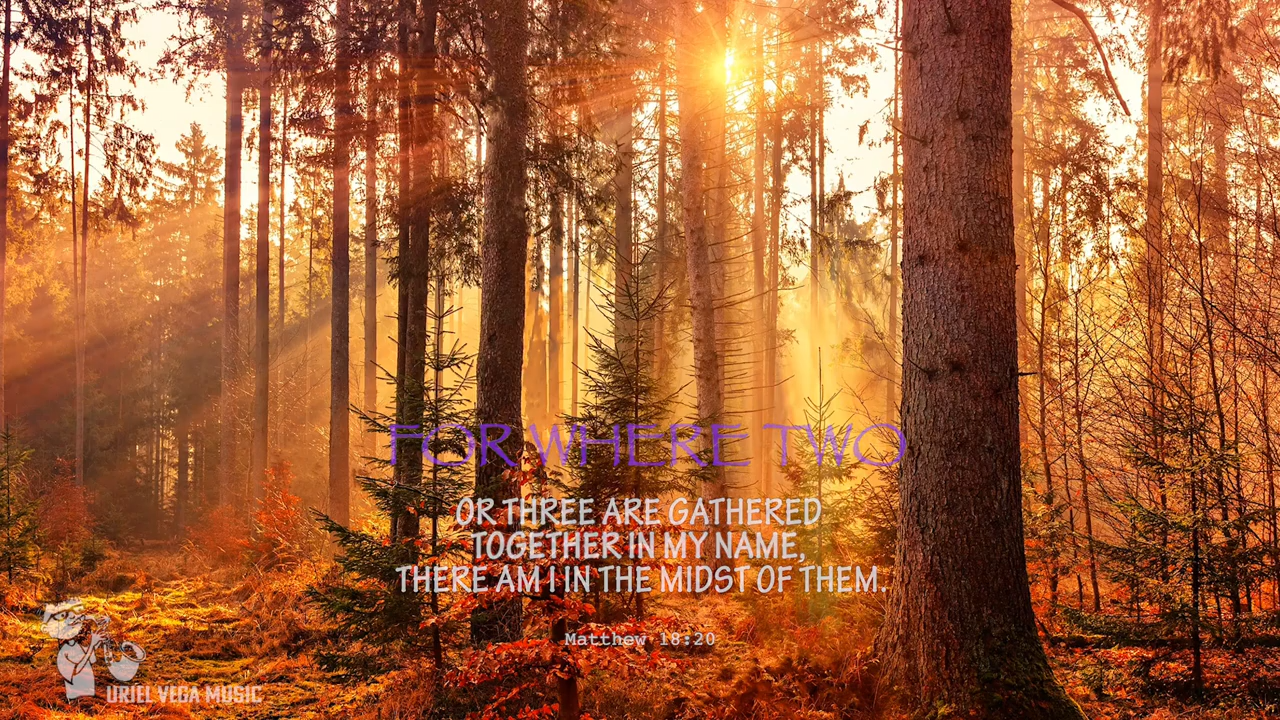 FOR WHERE TWO
OR THREE ARE GATHERED
TOGETHER IN MY NAME,
THERE AM I IN THE MIDST OF THEM.
Matthew 18:20
URIEL VEGA MUSIC